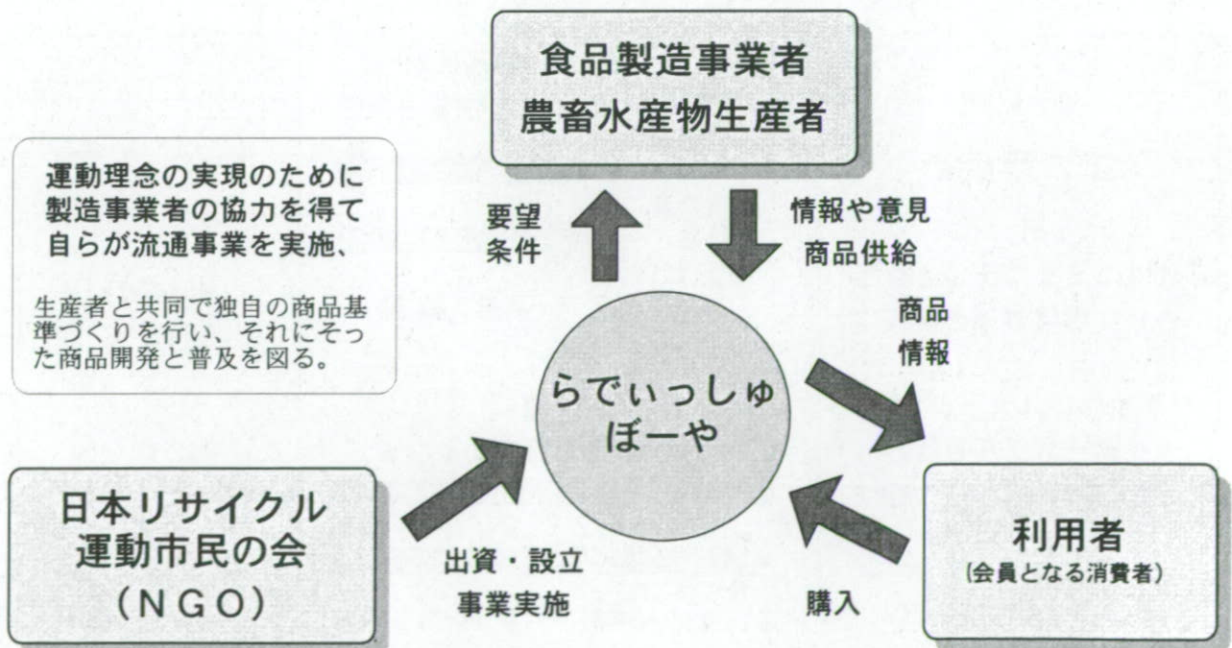 食品製造事業者
農畜水産物生産者
運動理念の実現のために
製造事業者の協力を得て
自らが流通事業を実施、
生産者と共同で独自の商品基
準づくりを行い、それにそっ
た商品開発と普及を図る。
要望
条件
情報や意見
商品供給
商品
情報
らでぃっしゅ
ぼーや
日本リサイクル
運動市民の会
(NGO)
出資・設立
事業実施
購入
利用者
(会員となる消費者)